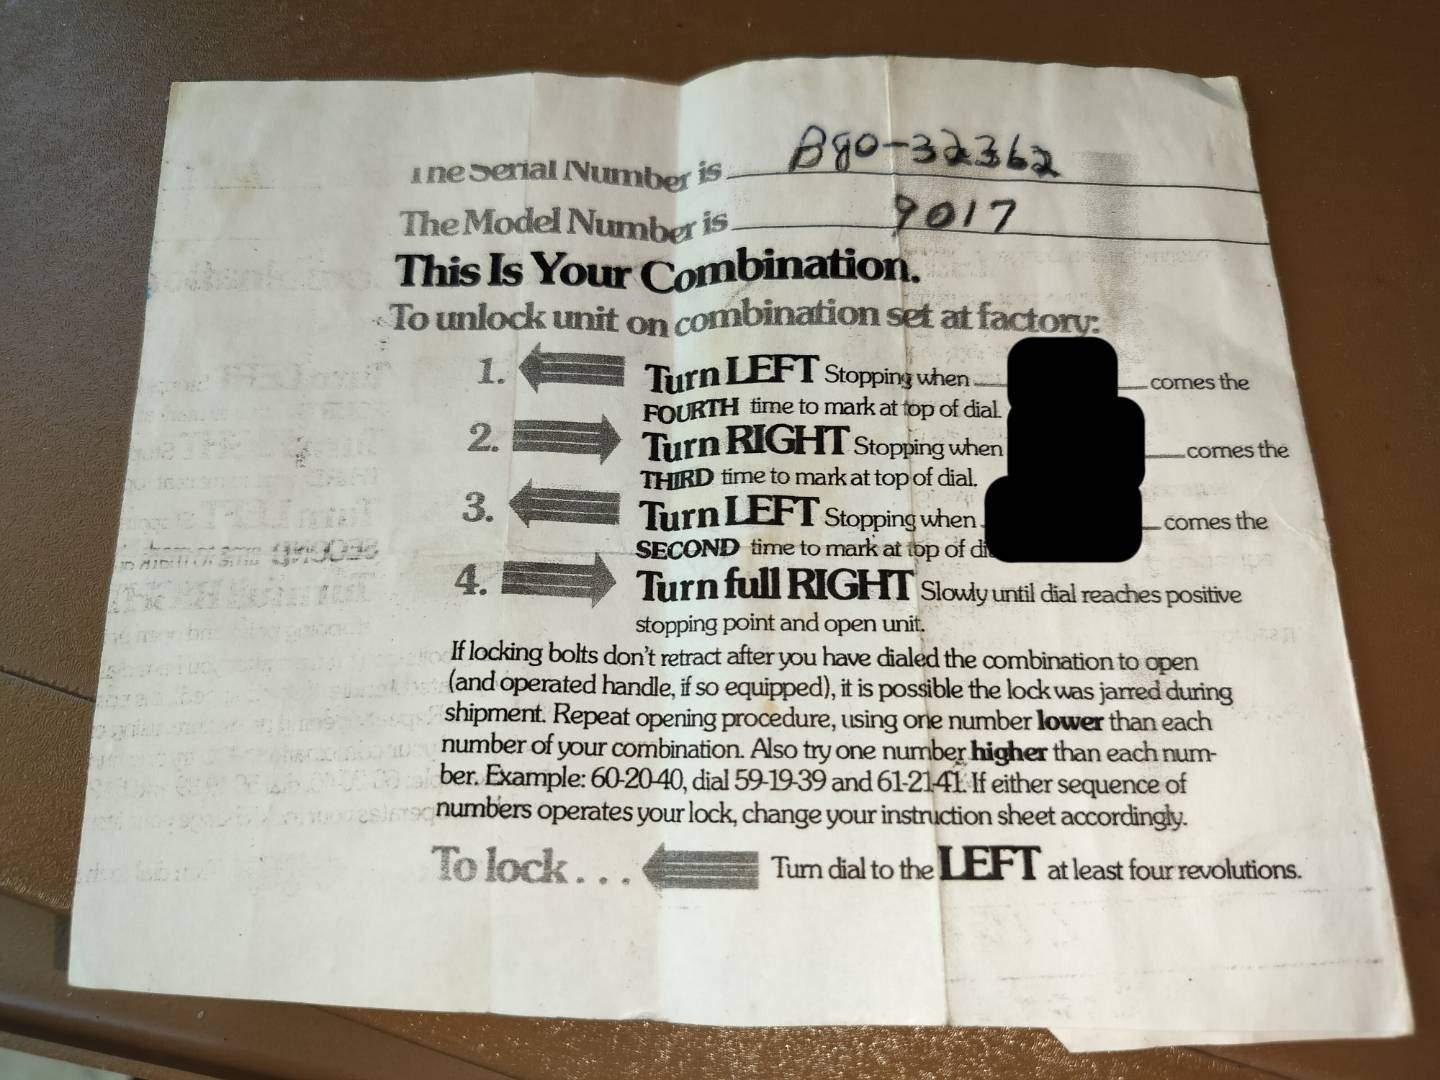 The Serial Number is B80-32362
The Model Number is 9017
This Is Your Combination.
To unlock unit on combination set at factory:
1. Turn LEFT Stopping when comes the
FOURTH time to mark at top of dial.
2. Turn RIGHT Stopping when comes the
THIRD time to mark at top of dial.
3. Turn LEFT Stopping when comes the
SECOND time to mark at top of
4. Turn full RIGHT Slowly until dial reaches positive
stopping point and open unit.
If locking bolts don't retract after you have dialed the combination to open
(and operated handle, if so equipped), it is possible the lock was jarred during
shipment. Repeat opening procedure, using one number lower than each
number of your combination. Also try one number higher than each num-
ber. Example: 60-20-40, dial 59-19-39 and 61-21-41. If either sequence of
numbers operates your lock, change your instruction sheet accordingly.
To lock... Turn dial to the LEFT at least four revolutions.